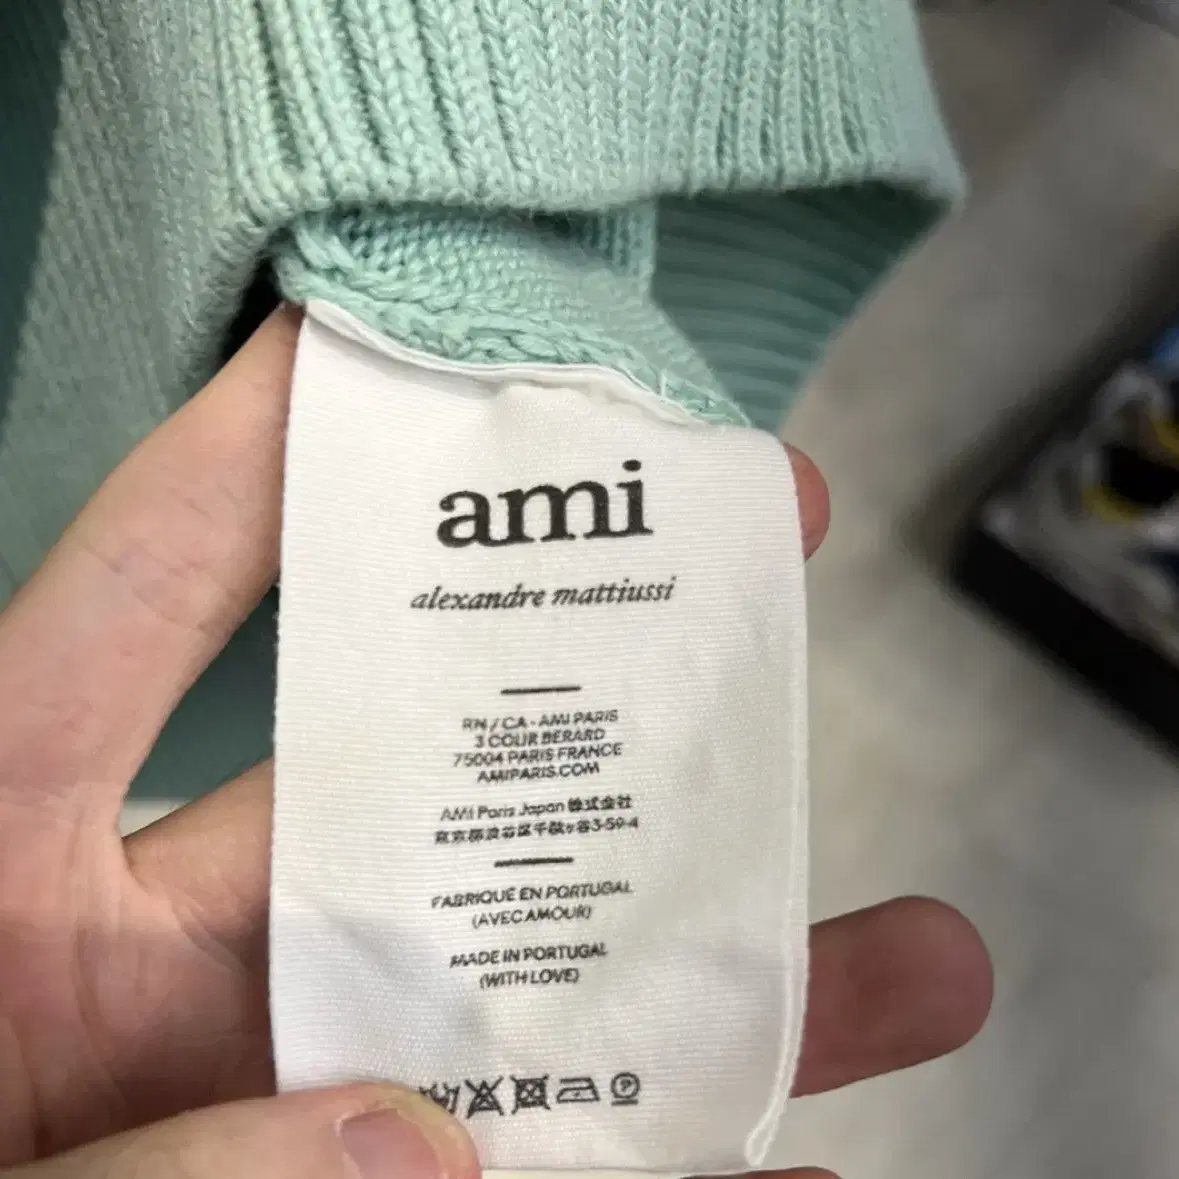 ami
alexandre mattiussi
RN / CA - AMI PARIS
3 COUR BERARD
75004 PARIS FRANCE
AMIPARIS.COM
AMI Paris Japan 株式会社
東京都渋谷区千駄ヶ谷3-59-4
FABRIQUÉ EN PORTUGAL
(AVEC AMOUR)
MADE IN PORTUGAL
(WITH LOVE)
P